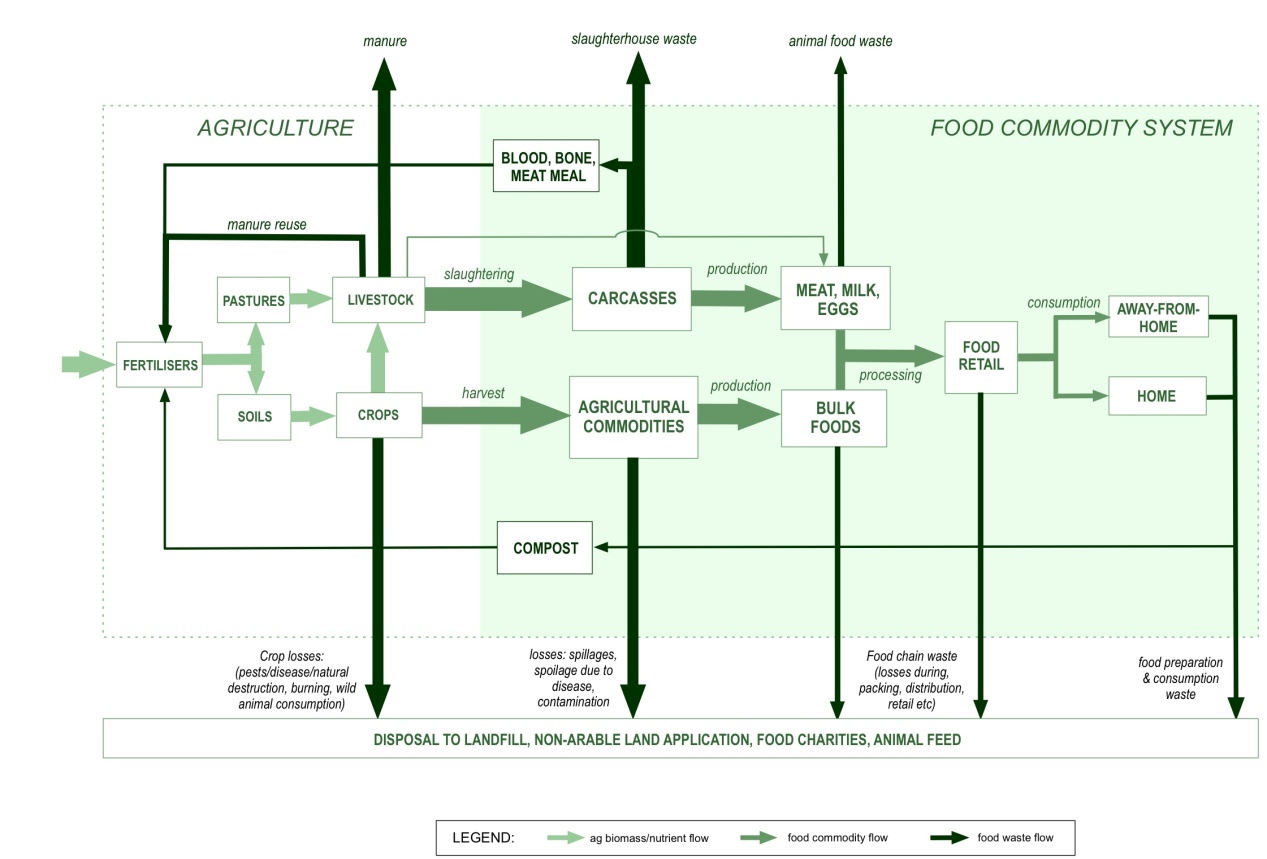 manure
slaughterhouse waste
animal food waste
AGRICULTURE
FOOD COMMODITY SYSTEM
BLOOD, BONE,
MEAT MEAL
manure reuse
slaughtering
production
PASTURES
LIVESTOCK
CARCASSES
MEAT, MILK,
EGGS
consumption
AWAY-FROM-
HOME
FERTILISERS
FOOD
RETAIL
processing
harvest
production
HOME
SOILS
CROPS
AGRICULTURAL
COMMODITIES
BULK
FOODS
COMPOST
Crop losses:
(pests/disease/natural
destruction, burning, wild
animal consumption)
losses: spillages,
spoilage due to
disease,
contamination
Food chain waste
(losses during,
packing, distribution,
retail etc)
food preparation
& consumption
waste
DISPOSAL TO LANDFILL, NON-ARABLE LAND APPLICATION, FOOD CHARITIES, ANIMAL FEED
LEGEND:
ag biomass/nutrient flow
food commodity flow
food waste flow